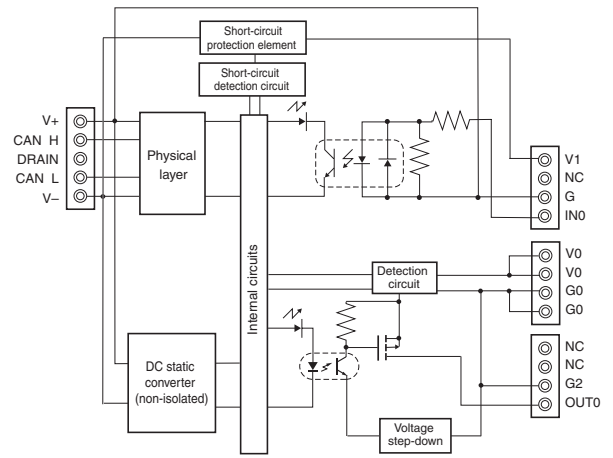 Short-circuit
protection element
Short-circuit
detection circuit
V+
CAN H
DRAIN
CAN L
V–
Physical
layer
V1
NC
G
IN0
Internal circuits
Detection
circuit
V0
V0
G0
G0
DC static
converter
(non-isolated)
NC
NC
G2
OUT0
Voltage
step-down